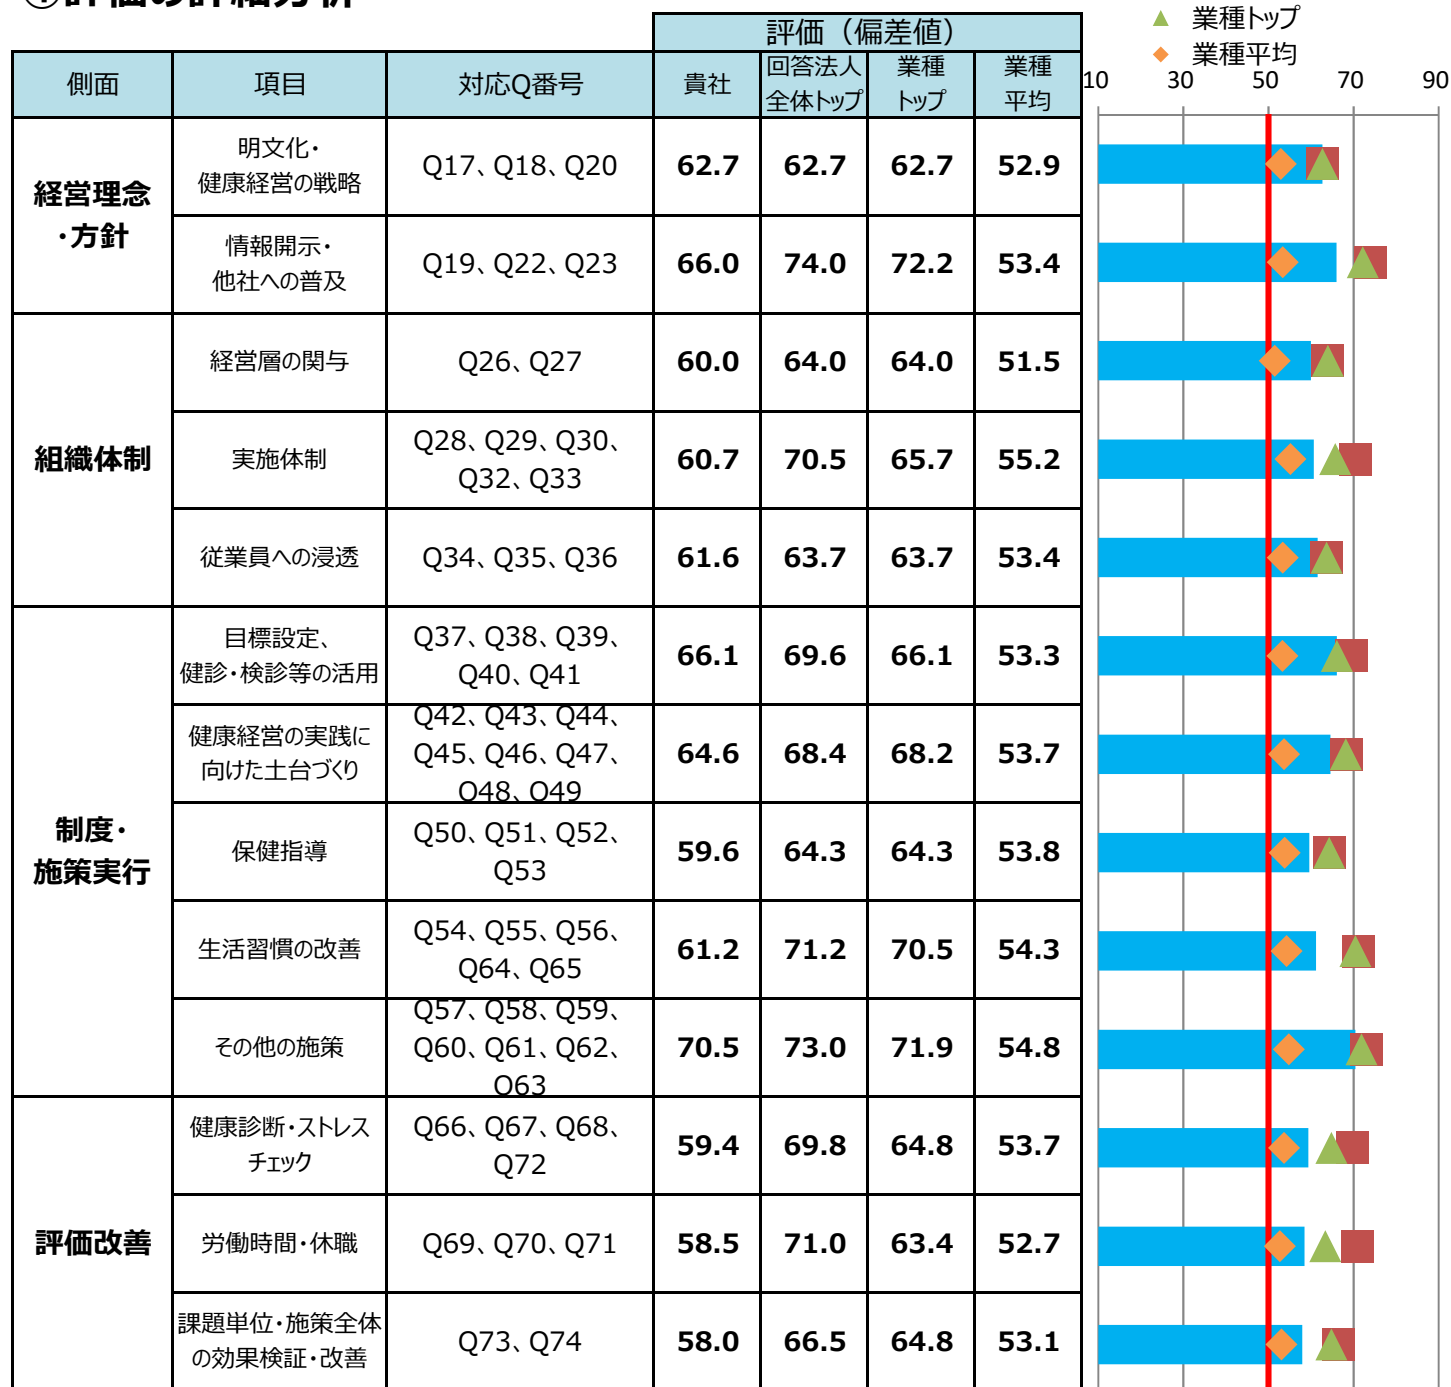 ①評価の詳細分析
業種トップ
業種平均
評価（偏差値）
側面 項目 対応Q番号 貴社 回答法人全体トップ 業種トップ 業種平均
10 30 50 70 90
経営理念・方針
明文化・健康経営の戦略 Q17、Q18、Q20 62.7 62.7 62.7 52.9
情報開示・他社への普及 Q19、Q22、Q23 66.0 74.0 72.2 53.4
組織体制
経営層の関与 Q26、Q27 60.0 64.0 64.0 51.5
実施体制 Q28、Q29、Q30、Q32、Q33 60.7 70.5 65.7 55.2
従業員への浸透 Q34、Q35、Q36 61.6 63.7 63.7 53.4
制度・施策実行
目標設定、健診・検診等の活用 Q37、Q38、Q39、Q40、Q41 66.1 69.6 66.1 53.3
健康経営の実践に向けた土台づくり Q42、Q43、Q44、Q45、Q46、Q47、Q48、Q49 64.6 68.4 68.2 53.7
保健指導 Q50、Q51、Q52、Q53 59.6 64.3 64.3 53.8
生活習慣の改善 Q54、Q55、Q56、Q64、Q65 61.2 71.2 70.5 54.3
その他の施策 Q57、Q58、Q59、Q60、Q61、Q62、Q63 70.5 73.0 71.9 54.8
評価改善
健康診断・ストレスチェック Q66、Q67、Q68、Q72 59.4 69.8 64.8 53.7
労働時間・休職 Q69、Q70、Q71 58.5 71.0 63.4 52.7
課題単位・施策全体の効果検証・改善 Q73、Q74 58.0 66.5 64.8 53.1